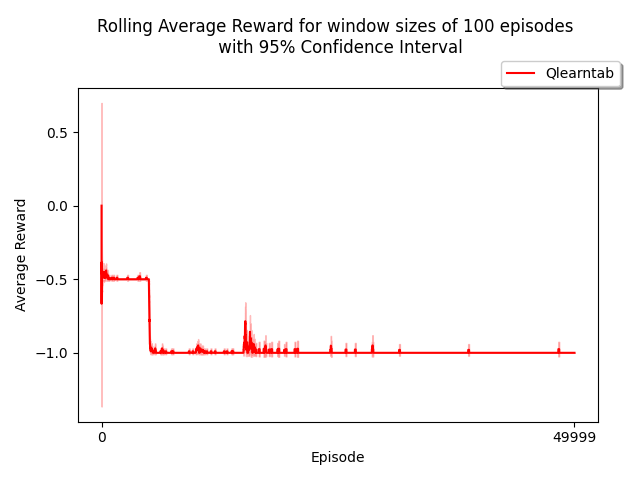 Rolling Average Reward for window sizes of 100 episodes
with 95% Confidence Interval
Qlearntab
Average Reward
0.5
0.0
−0.5
−1.0
0
49999
Episode